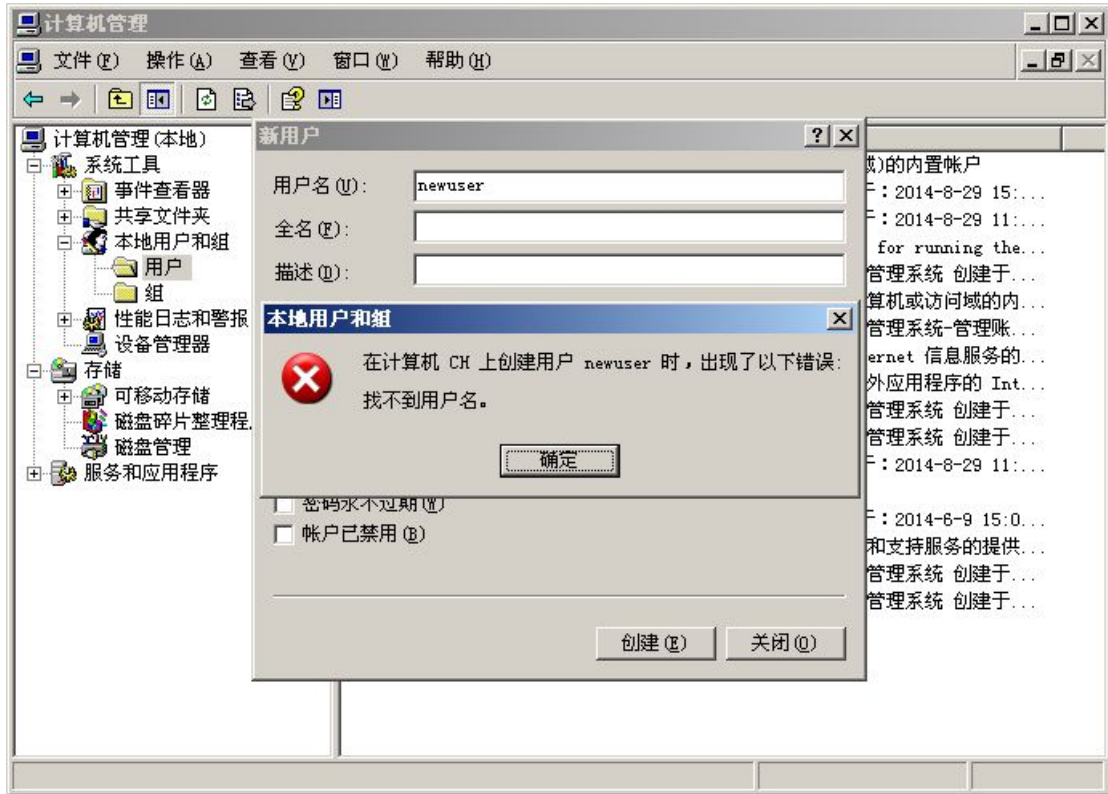 计算机管理
文件(F) 操作(A) 查看(V) 窗口(W) 帮助(H)
计算机管理(本地)
系统工具
事件查看器
共享文件夹
本地用户和组
用户
组
性能日志和警报
设备管理器
存储
可移动存储
磁盘碎片整理程
磁盘管理
服务和应用程序
新用户
用户名(U): newuser
全名(F):
描述(D):
本地用户和组
在计算机 CH 上创建用户 newuser 时,出现了以下错误:
找不到用户名。
确定
密码永不过期(W)
帐户已禁用(B)
创建(E) 关闭(O)
)的内置帐户
:2014-8-29 15:...
:2014-8-29 11:...
for running the...
管理系统 创建于...
算机或访问域的内...
管理系统-管理账...
ernet 信息服务的...
外应用程序的 Int...
管理系统 创建于...
管理系统 创建于...
:2014-8-29 11:...
:2014-6-9 15:0...
和支持服务的提供...
管理系统 创建于...
管理系统 创建于...